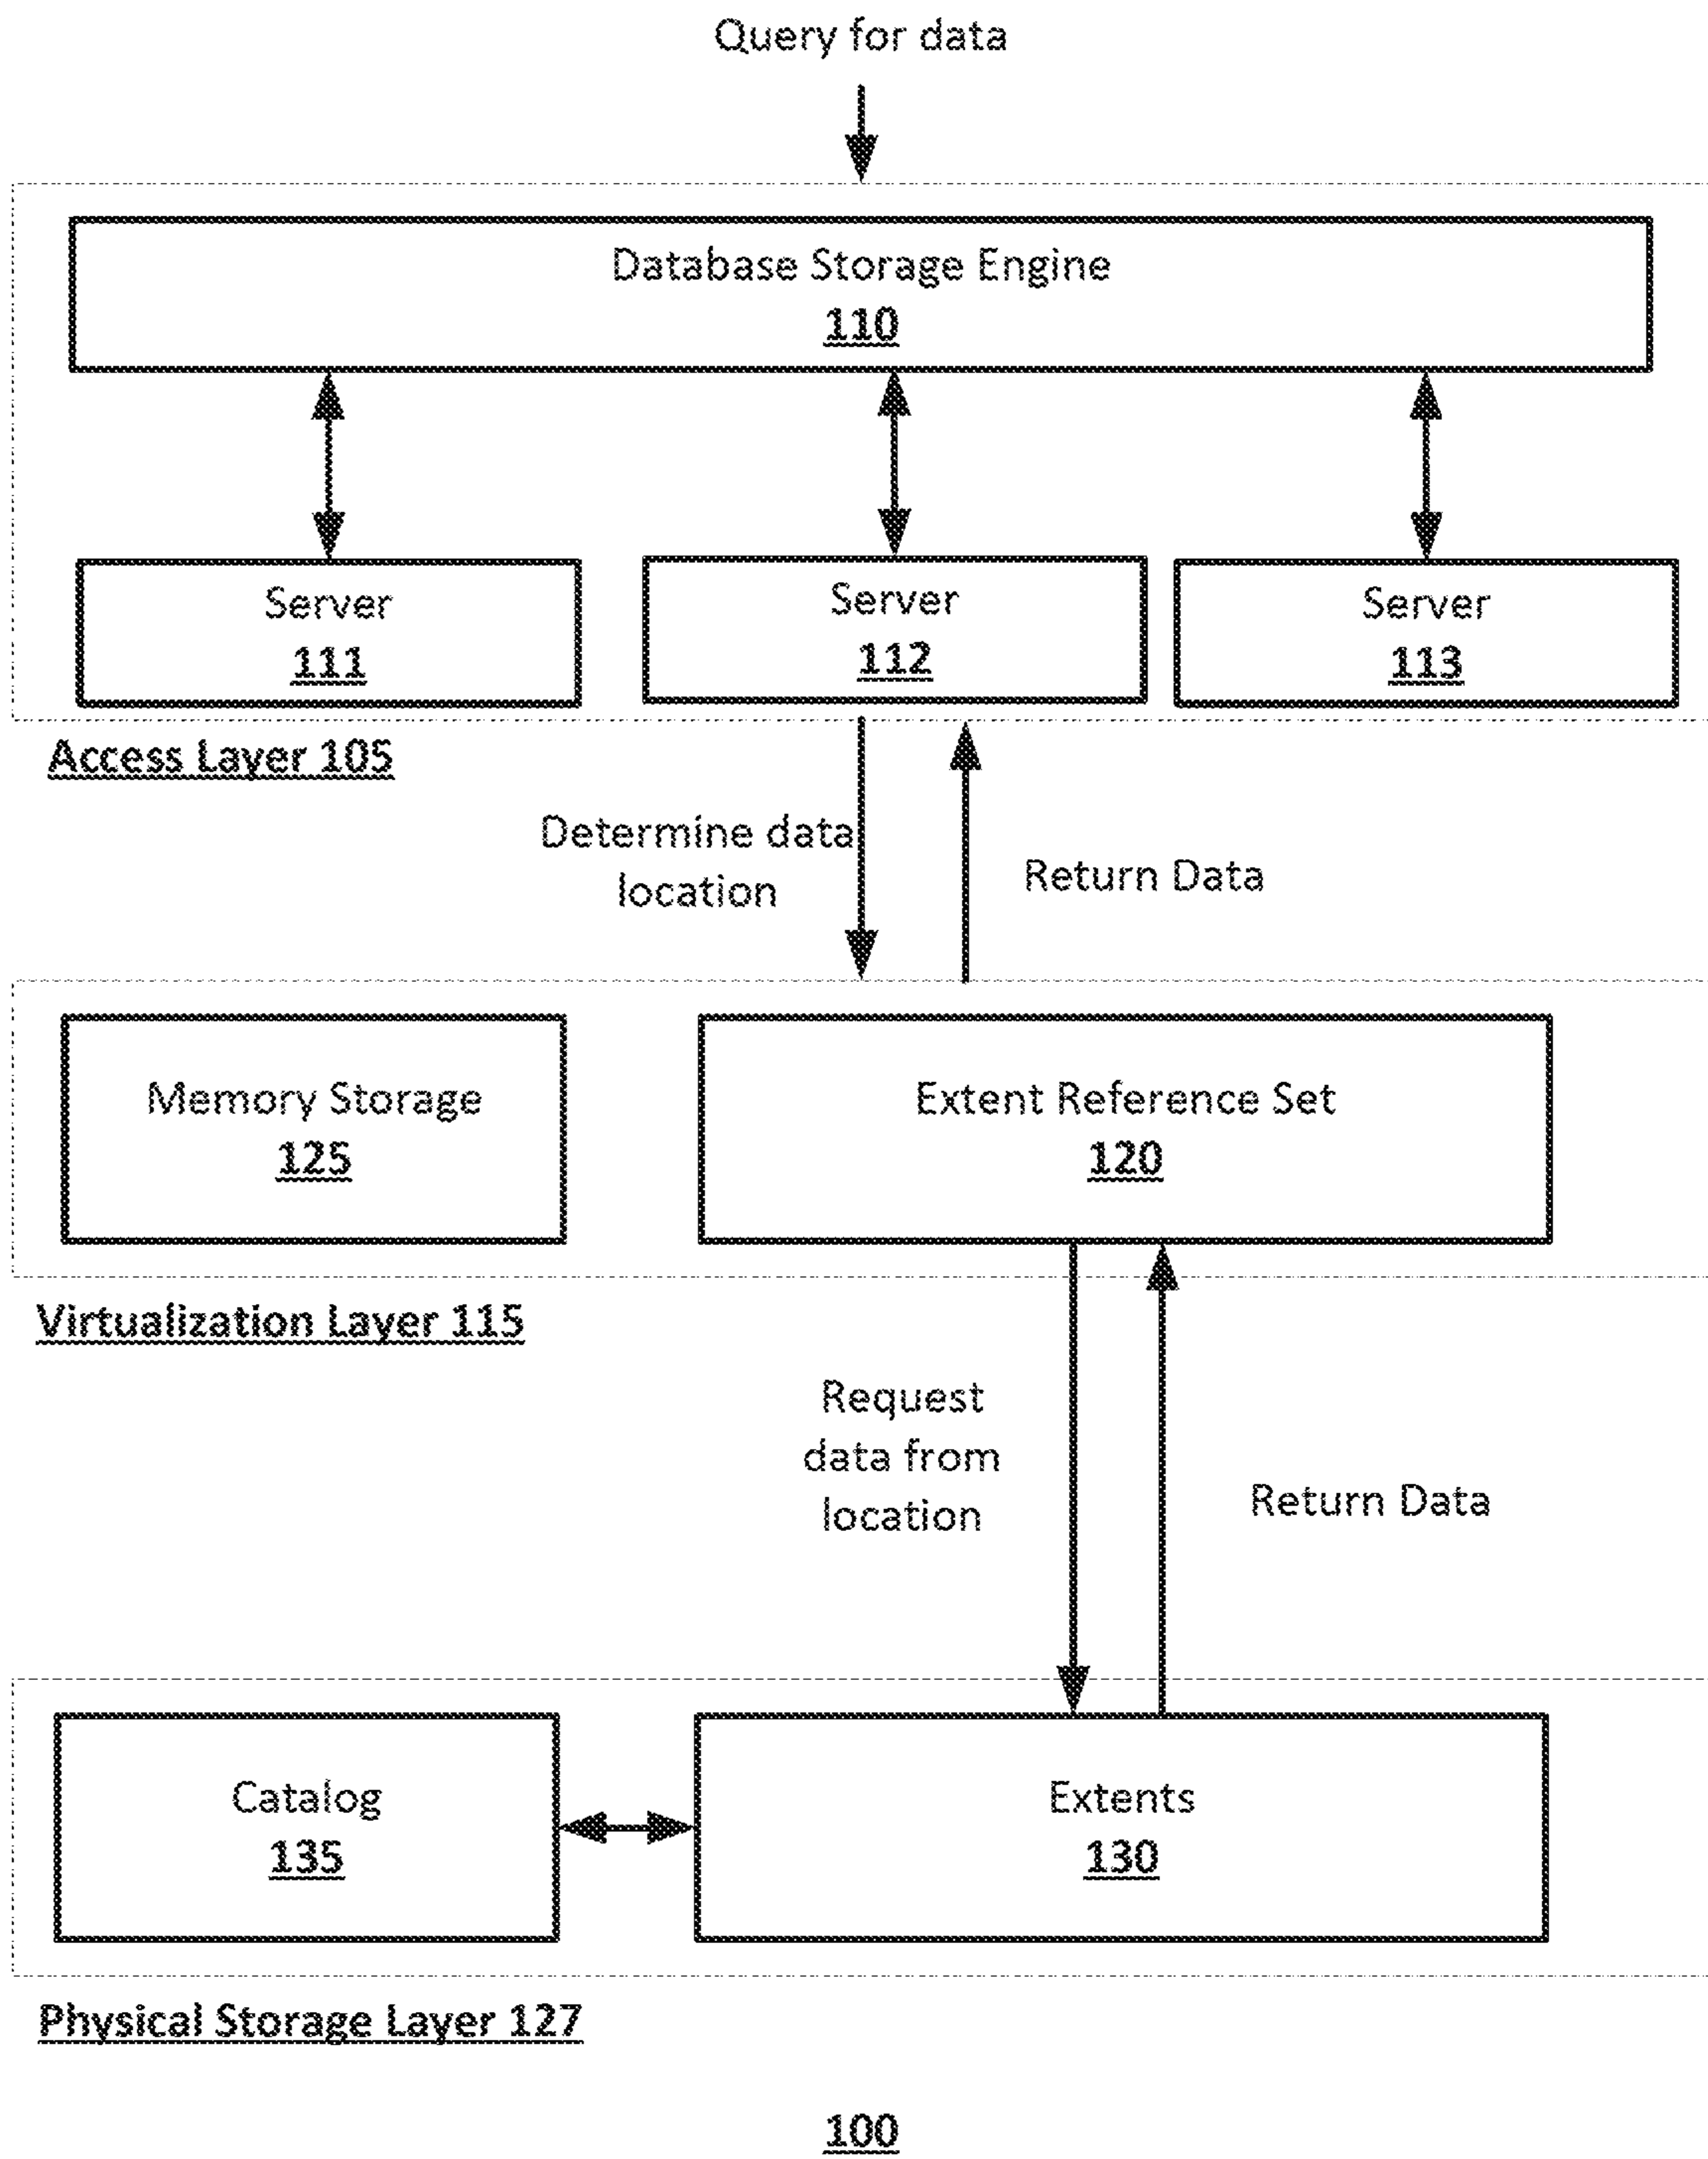 Query for data
Database Storage Engine
110
Server
111
Server
112
Server
113
Access Layer 105
Determine data
location
Return Data
Memory Storage
125
Extent Reference Set
120
Virtualization Layer 115
Request
data from
location
Return Data
Catalog
135
Extents
130
Physical Storage Layer 127
100